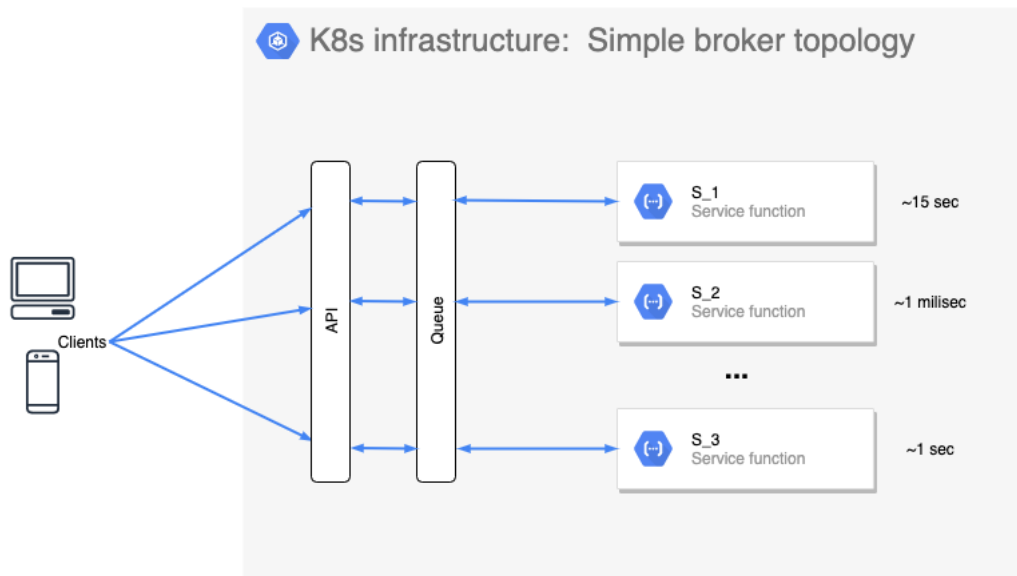 K8s infrastructure:  Simple broker topology
S_1
Service function
~15 sec
S_2
Service function
~1 milisec
Clients
API
Queue
...
S_3
Service function
~1 sec